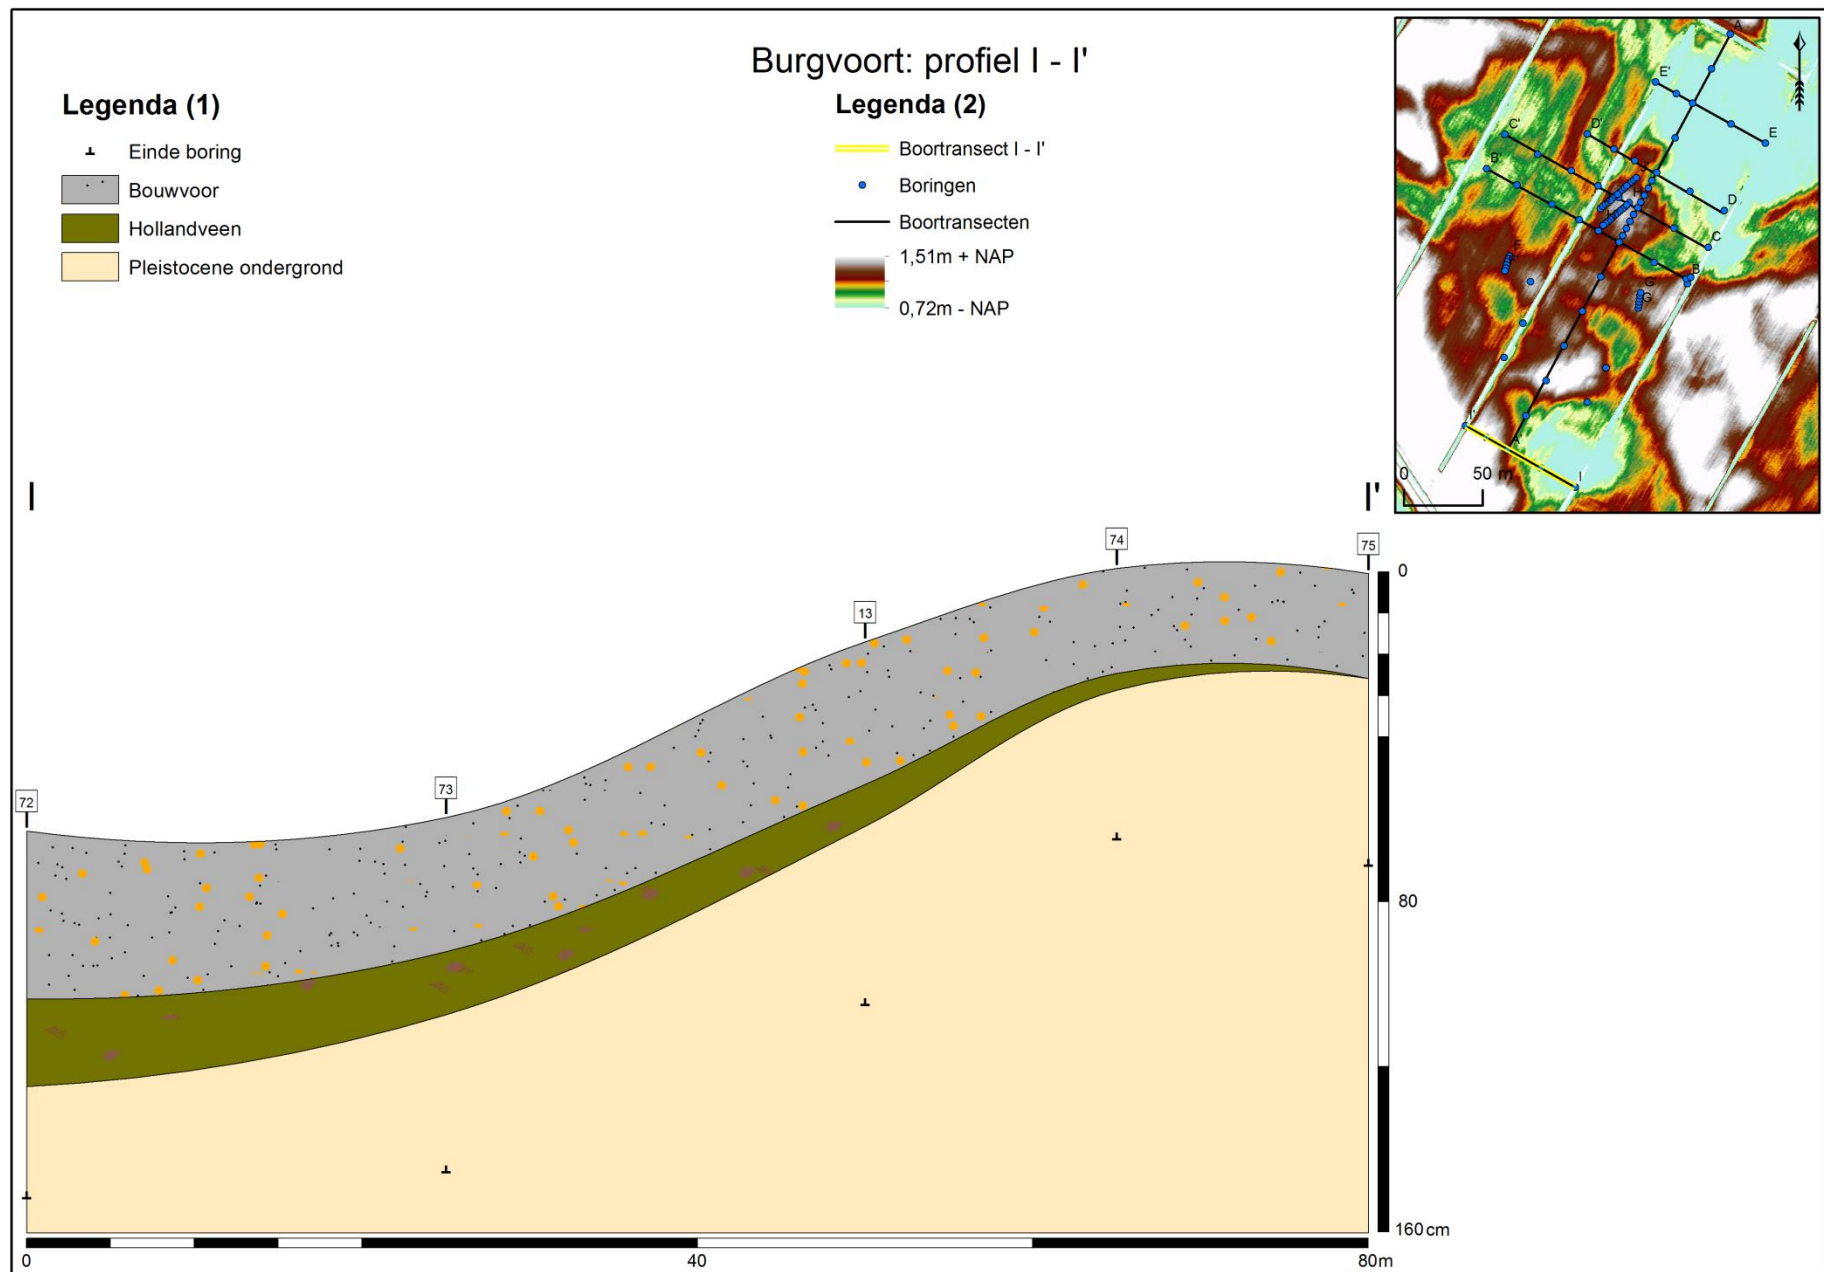 Burgvoort: profiel I - I'
Legenda (1)
Einde boring
Bouwvoor
Hollandveen
Pleistocene ondergrond
Legenda (2)
Boortransect I - I'
Boringen
Boortransecten
1,51m + NAP
0,72m - NAP
A
E'
E
C'
D'
B'
H
D
C
F
B
G
G
I'
A'
I
0 50 m
I I'
72
73
13
74
75
0
80
160 cm
0 40 80m